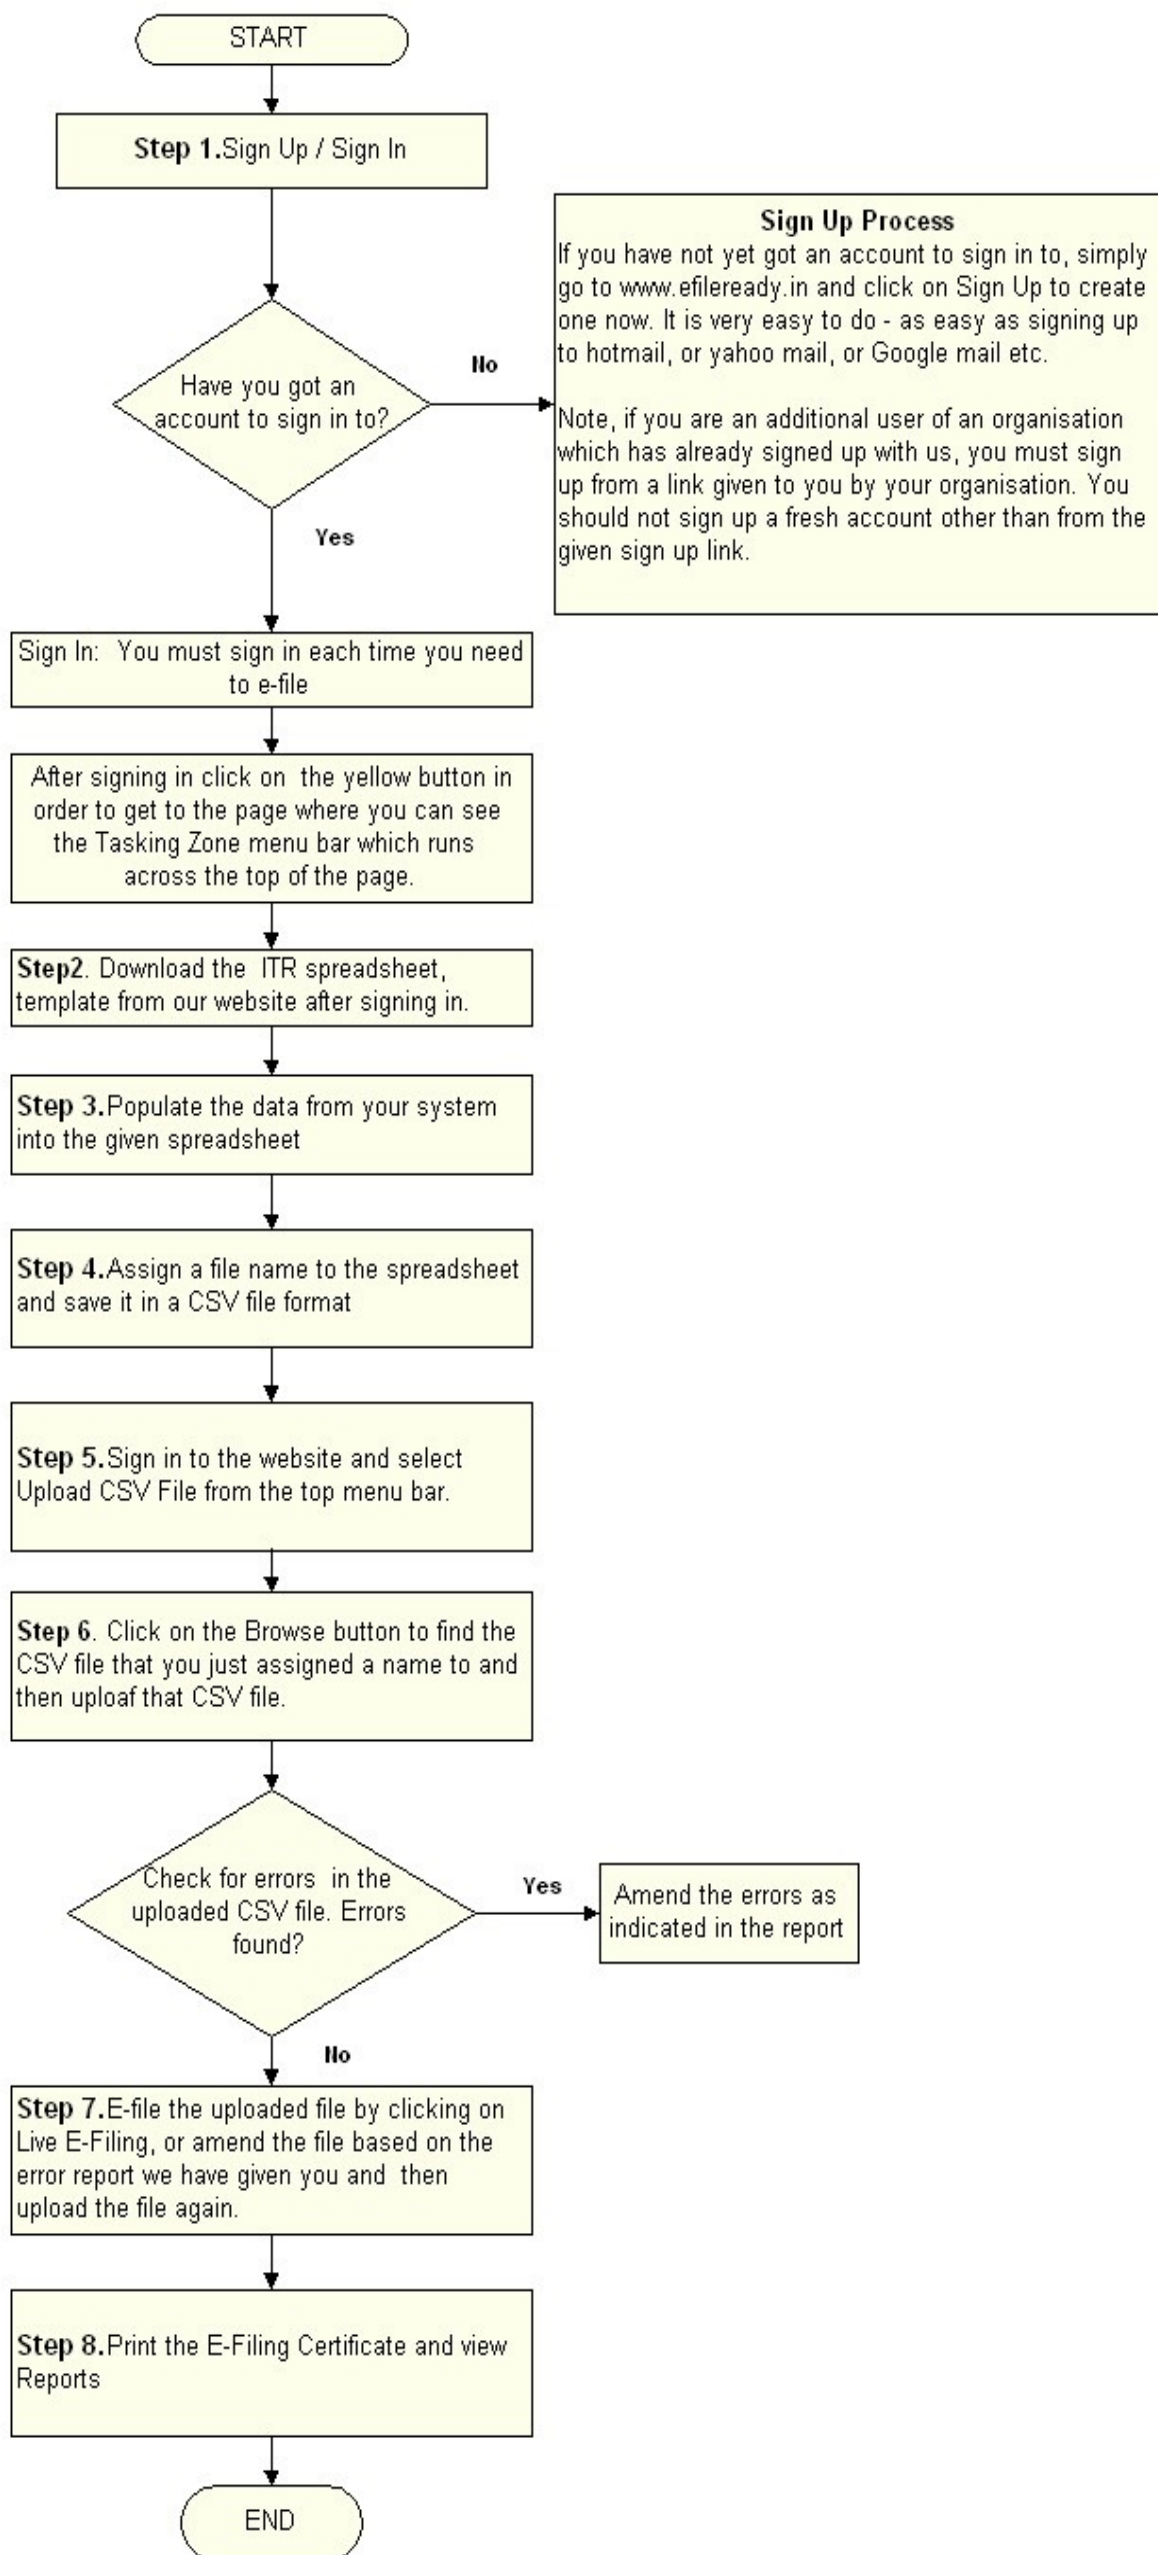 START
Step 1.Sign Up / Sign In
Sign Up Process
If you have not yet got an account to sign in to, simply
go to www.efileready.in and click on Sign Up to create
one now. It is very easy to do - as easy as signing up
to hotmail, or yahoo mail, or Google mail etc.
Note, if you are an additional user of an organisation
which has already signed up with us, you must sign
up from a link given to you by your organisation. You
should not sign up a fresh account other than from the
given sign up link.
No
Have you got an
account to sign in to?
Yes
Sign In: You must sign in each time you need
to e-file
After signing in click on the yellow button in
order to get to the page where you can see
the Tasking Zone menu bar which runs
across the top of the page.
Step2. Download the ITR spreadsheet,
template from our website after signing in.
Step 3.Populate the data from your system
into the given spreadsheet
Step 4.Assign a file name to the spreadsheet
and save it in a CSV file format
Step 5.Sign in to the website and select
Upload CSV File from the top menu bar.
Step 6. Click on the Browse button to find the
CSV file that you just assigned a name to and
then uploaf that CSV file.
Check for errors in the
uploaded CSV file. Errors
found?
Yes
Amend the errors as
indicated in the report
No
Step 7.E-file the uploaded file by clicking on
Live E-Filing, or amend the file based on the
error report we have given you and then
upload the file again.
Step 8.Print the E-Filing Certificate and view
Reports
END